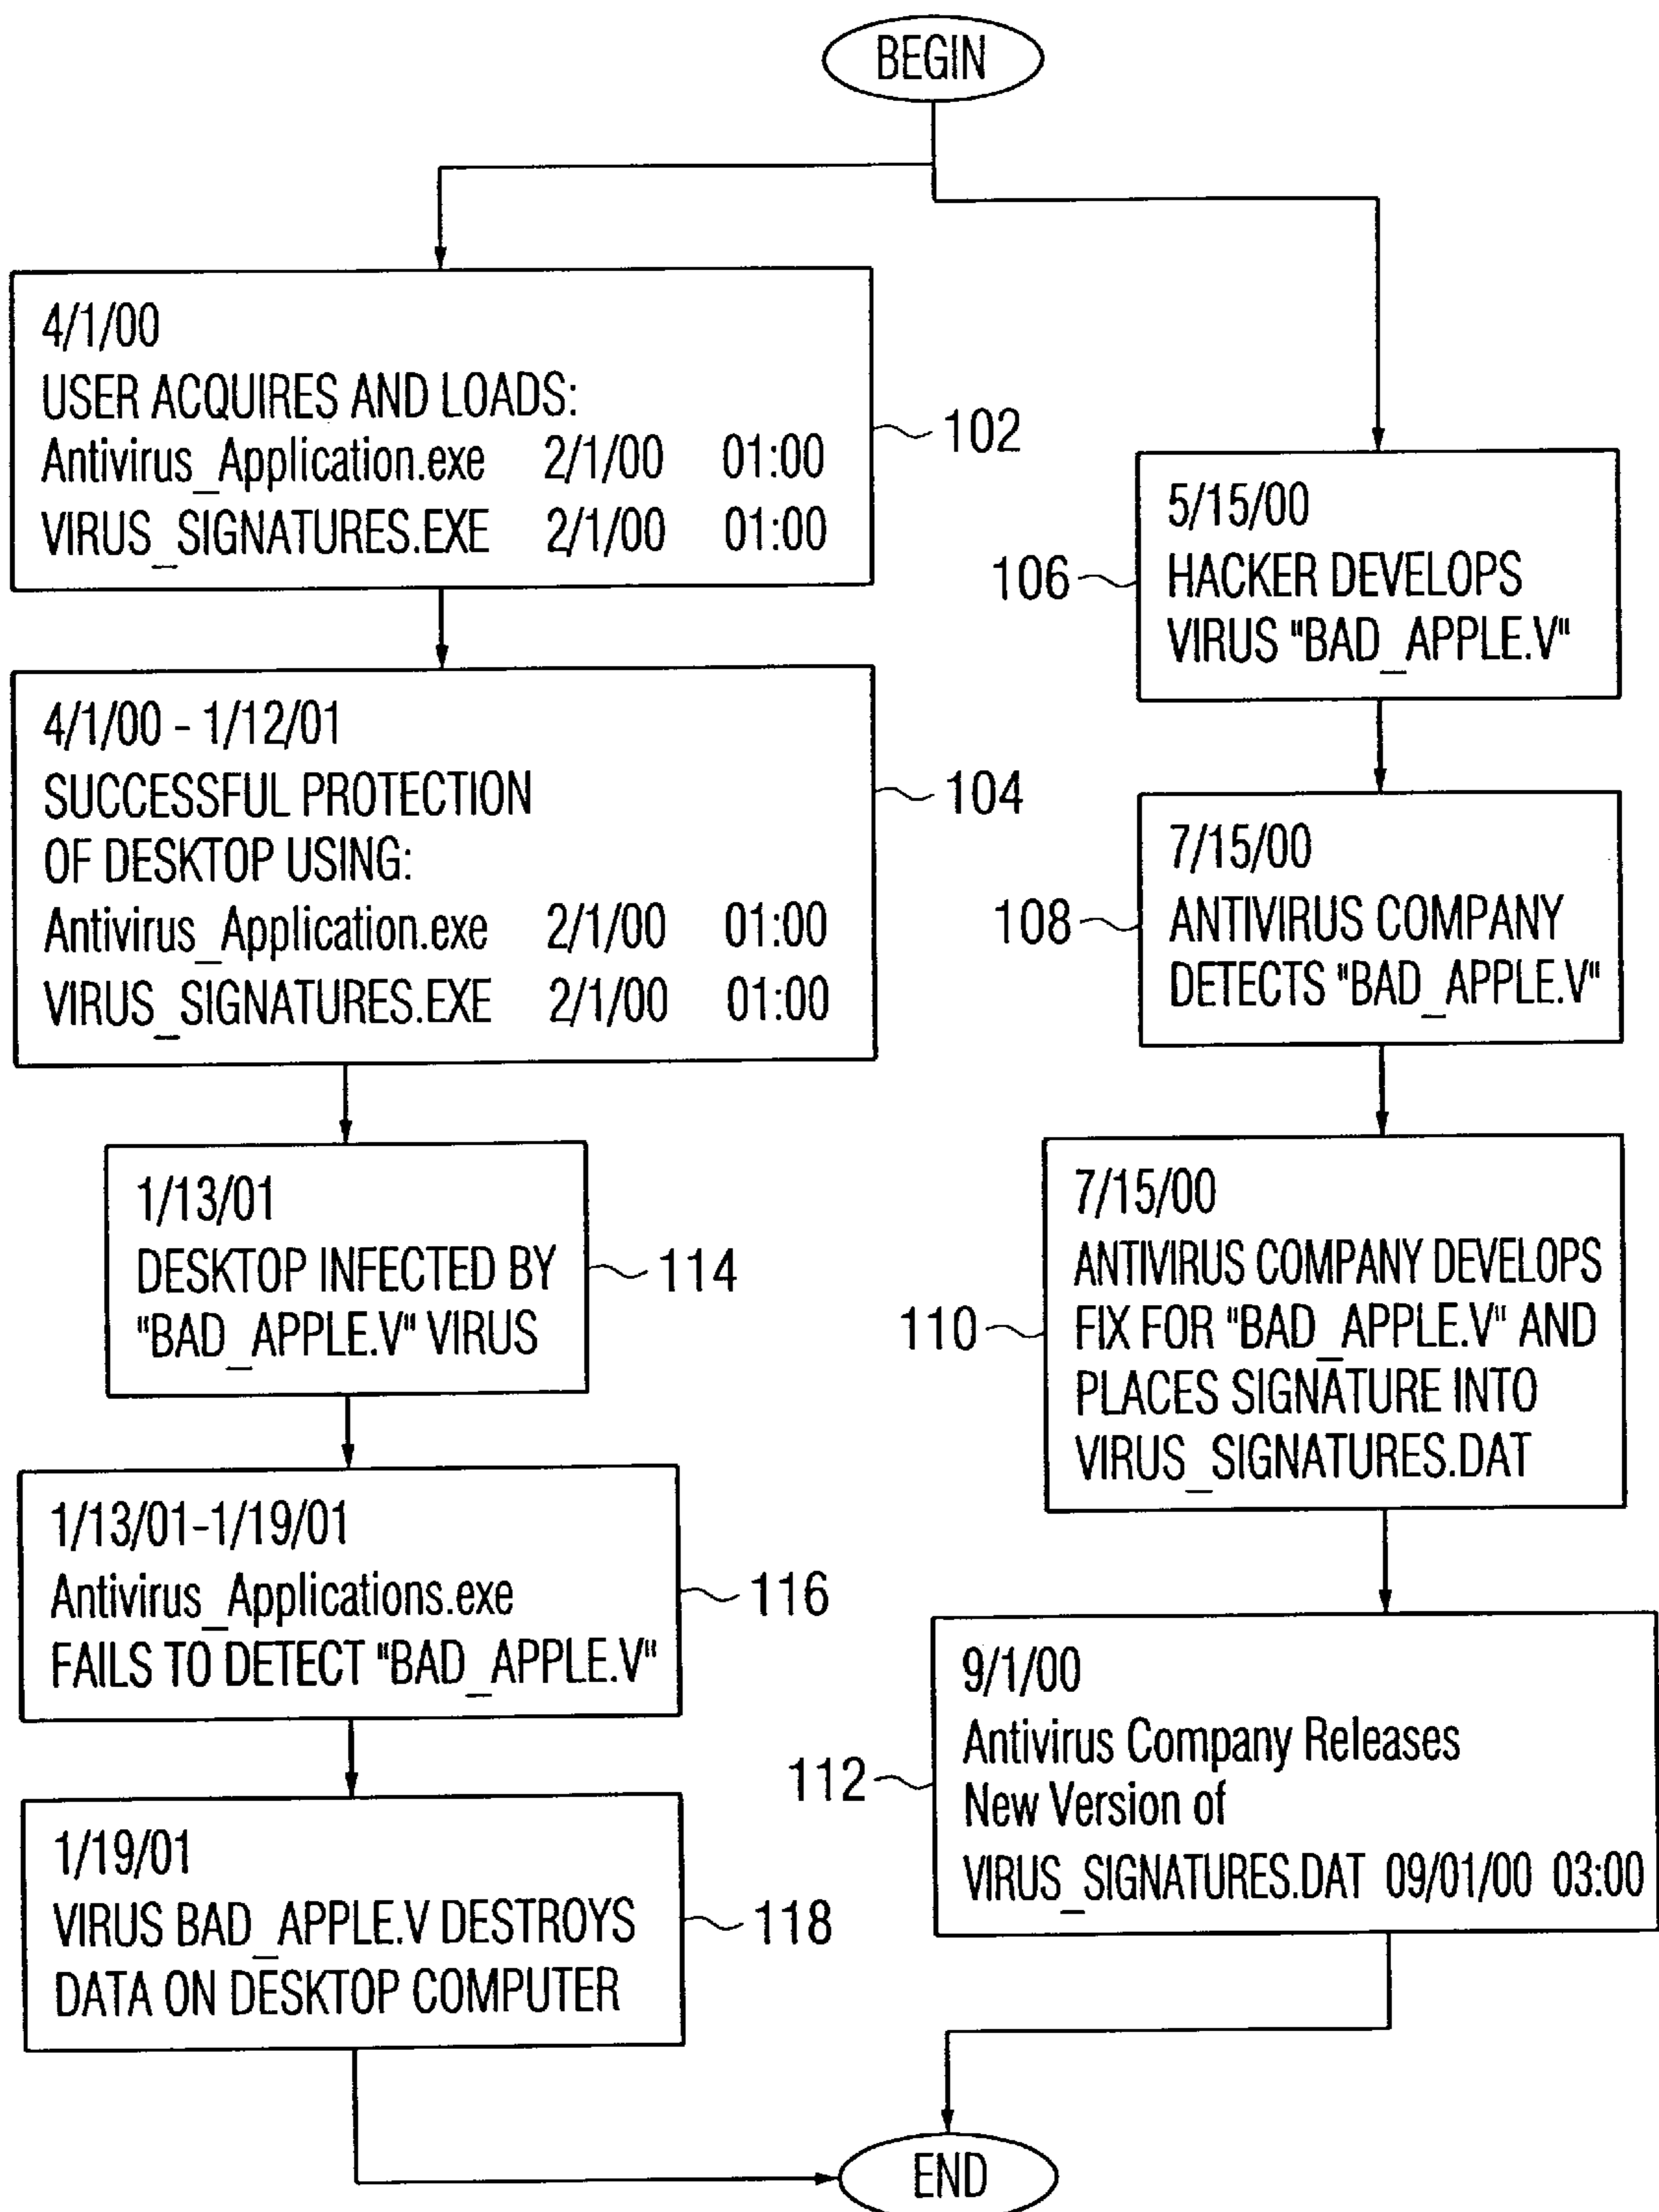 BEGIN
4/1/00
USER ACQUIRES AND LOADS:
Antivirus_Application.exe 2/1/00 01:00
VIRUS_SIGNATURES.EXE 2/1/00 01:00
102
4/1/00 - 1/12/01
SUCCESSFUL PROTECTION
OF DESKTOP USING:
Antivirus_Application.exe 2/1/00 01:00
VIRUS_SIGNATURES.EXE 2/1/00 01:00
104
1/13/01
DESKTOP INFECTED BY
"BAD_APPLE.V" VIRUS
114
1/13/01-1/19/01
Antivirus_Applications.exe
FAILS TO DETECT "BAD_APPLE.V"
116
1/19/01
VIRUS BAD_APPLE.V DESTROYS
DATA ON DESKTOP COMPUTER
118
5/15/00
HACKER DEVELOPS
VIRUS "BAD_APPLE.V"
106
7/15/00
ANTIVIRUS COMPANY
DETECTS "BAD_APPLE.V"
108
7/15/00
ANTIVIRUS COMPANY DEVELOPS
FIX FOR "BAD_APPLE.V" AND
PLACES SIGNATURE INTO
VIRUS_SIGNATURES.DAT
110
9/1/00
Antivirus Company Releases
New Version of
VIRUS_SIGNATURES.DAT 09/01/00 03:00
112
END